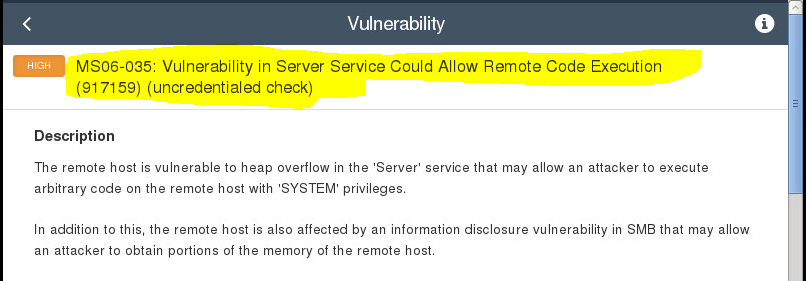 Vulnerability
HIGH
MS06-035: Vulnerability in Server Service Could Allow Remote Code Execution
(917159) (uncredentialed check)
Description
The remote host is vulnerable to heap overflow in the 'Server' service that may allow an attacker to execute
arbitrary code on the remote host with 'SYSTEM' privileges.
In addition to this, the remote host is also affected by an information disclosure vulnerability in SMB that may allow
an attacker to obtain portions of the memory of the remote host.